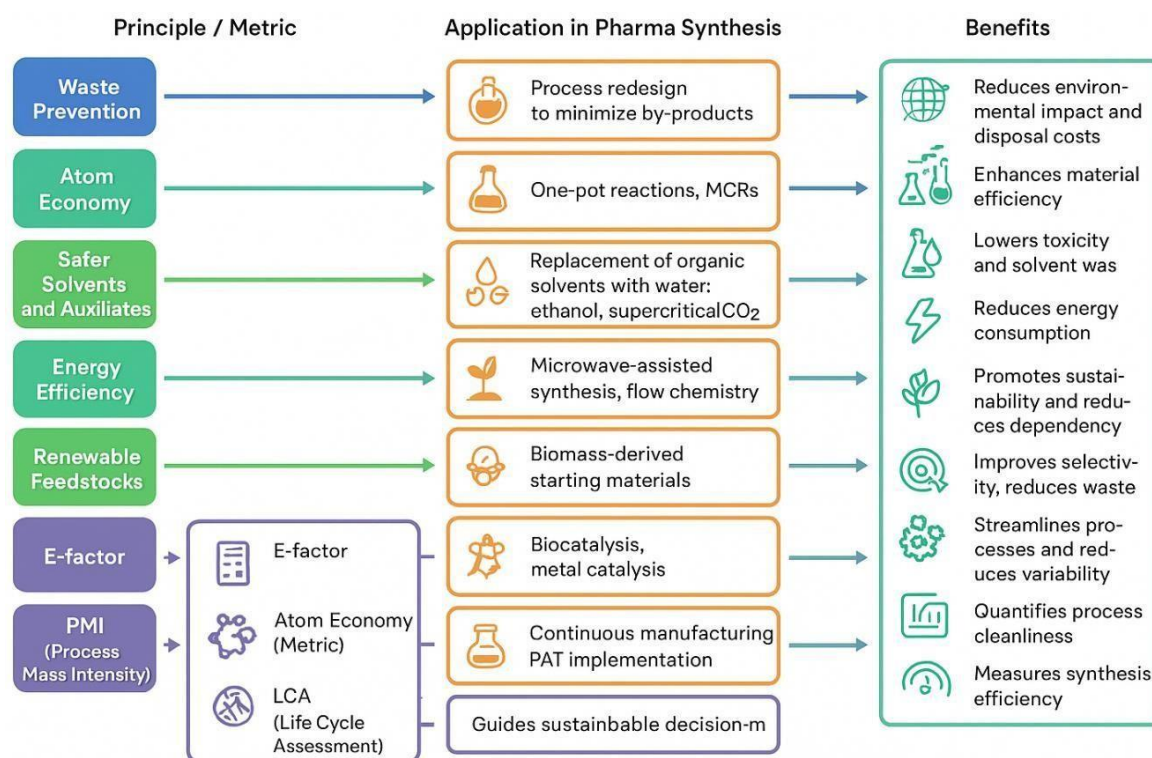 Principle / Metric
Application in Pharma Synthesis
Benefits
Waste
Prevention
Process redesign
to minimize by-products
Atom
Economy
One-pot reactions, MCRs
Safer
Solvents
and Auxiliates
Replacement of organic
solvents with water:
ethanol, supercriticalCO₂
Energy
Efficiency
Microwave-assisted
synthesis, flow chemistry
Renewable
Feedstocks
Biomass-derived
starting materials
E-factor
PMI
(Process
Mass Intensity)
E-factor
Atom Economy
(Metric)
LCA
(Life Cycle
Assessment)
Biocatalysis,
metal catalysis
Continuous manufacturing
PAT implementation
Guides sustainbable decision-m
Reduces environ-
mental impact and
disposal costs
Enhances material
efficiency
Lowers toxicity
and solvent was
Reduces energy
consumption
Promotes sustai-
nability and redu-
ces dependency
Improves selectiv-
ity, reduces waste
Streamlines pro-
cesses and red-
uces variability
Quantifies process
cleanliness
Measures synthesis
efficiency